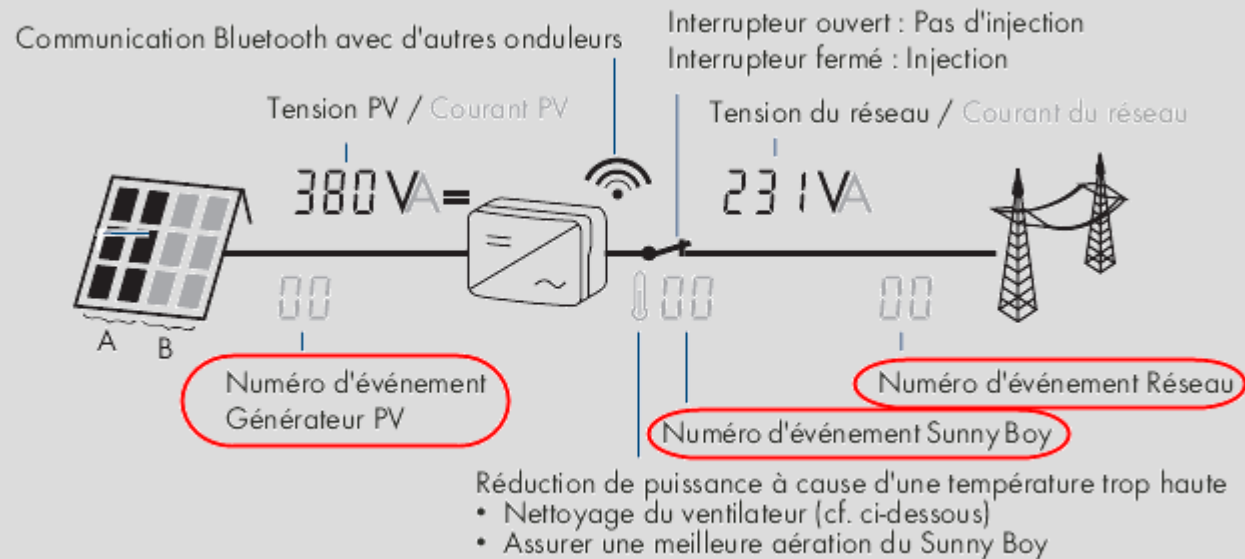 Communication Bluetooth avec d'autres onduleurs
Interrupteur ouvert : Pas d'injection
Interrupteur fermé : Injection
Tension PV / Courant PV
Tension du réseau / Courant du réseau
380 VA
231 VA
00
00
00
A B
Numéro d'événement
Générateur PV
Numéro d'événement Réseau
Numéro d'événement Sunny Boy
Réduction de puissance à cause d'une température trop haute
• Nettoyage du ventilateur (cf. ci-dessous)
• Assurer une meilleure aération du Sunny Boy